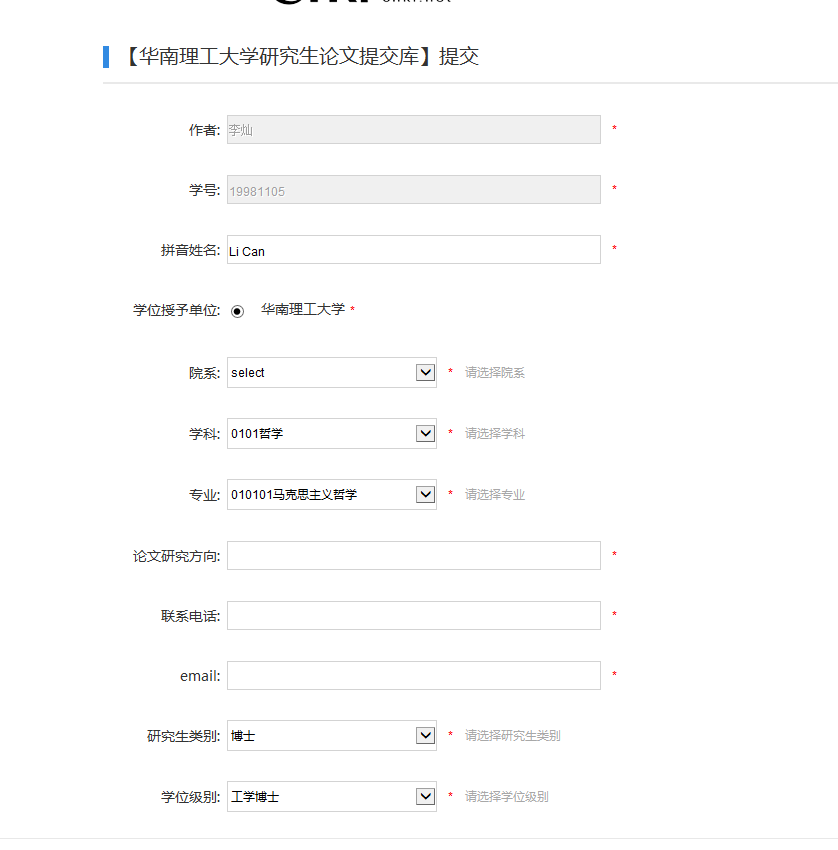 【华南理工大学研究生论文提交库】提交
作者: 李灿 *
学号: 19981105 *
拼音姓名: Li Can *
学位授予单位: 华南理工大学 *
院系: select * 请选择院系
学科: 0101哲学 * 请选择学科
专业: 010101马克思主义哲学 * 请选择专业
论文研究方向: *
联系电话: *
email: *
研究生类别: 博士 * 请选择研究生类别
学位级别: 工学博士 * 请选择学位级别